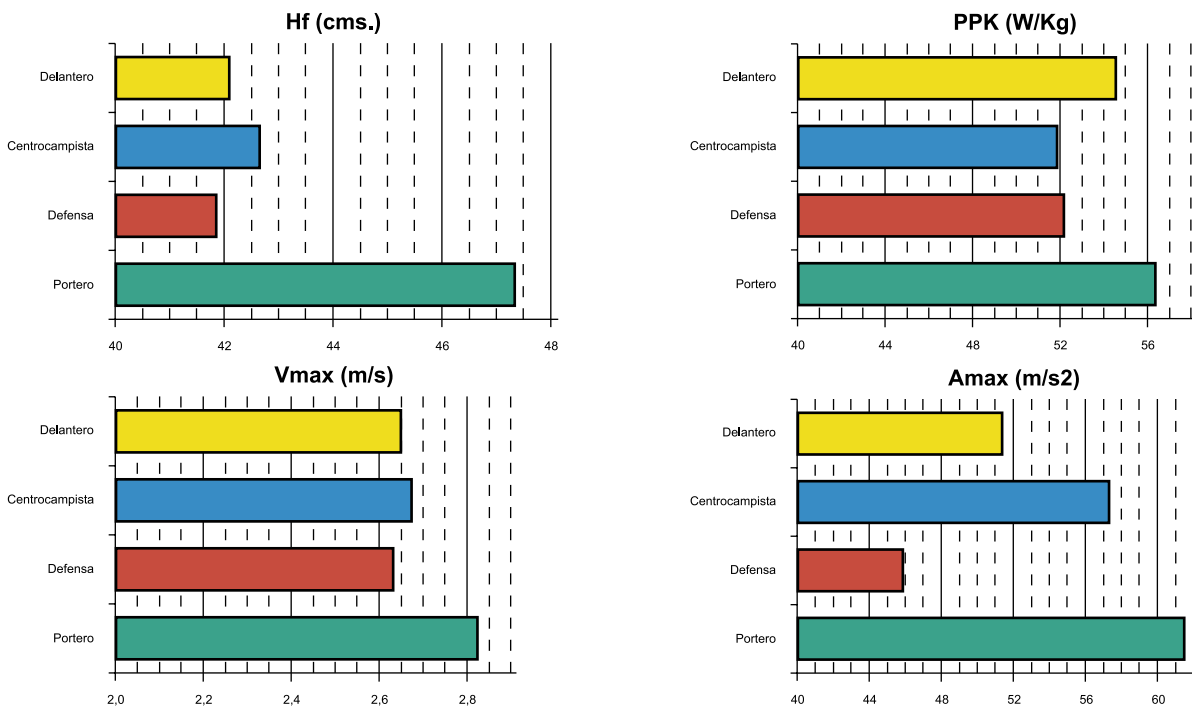 Hf (cms.)
Delantero
Centrocampista
Defensa
Portero
40 42 44 46 48
PPK (W/Kg)
Delantero
Centrocampista
Defensa
Portero
40 44 48 52 56
Vmax (m/s)
Delantero
Centrocampista
Defensa
Portero
2,0 2,2 2,4 2,6 2,8
Amax (m/s2)
Delantero
Centrocampista
Defensa
Portero
40 44 48 52 56 60